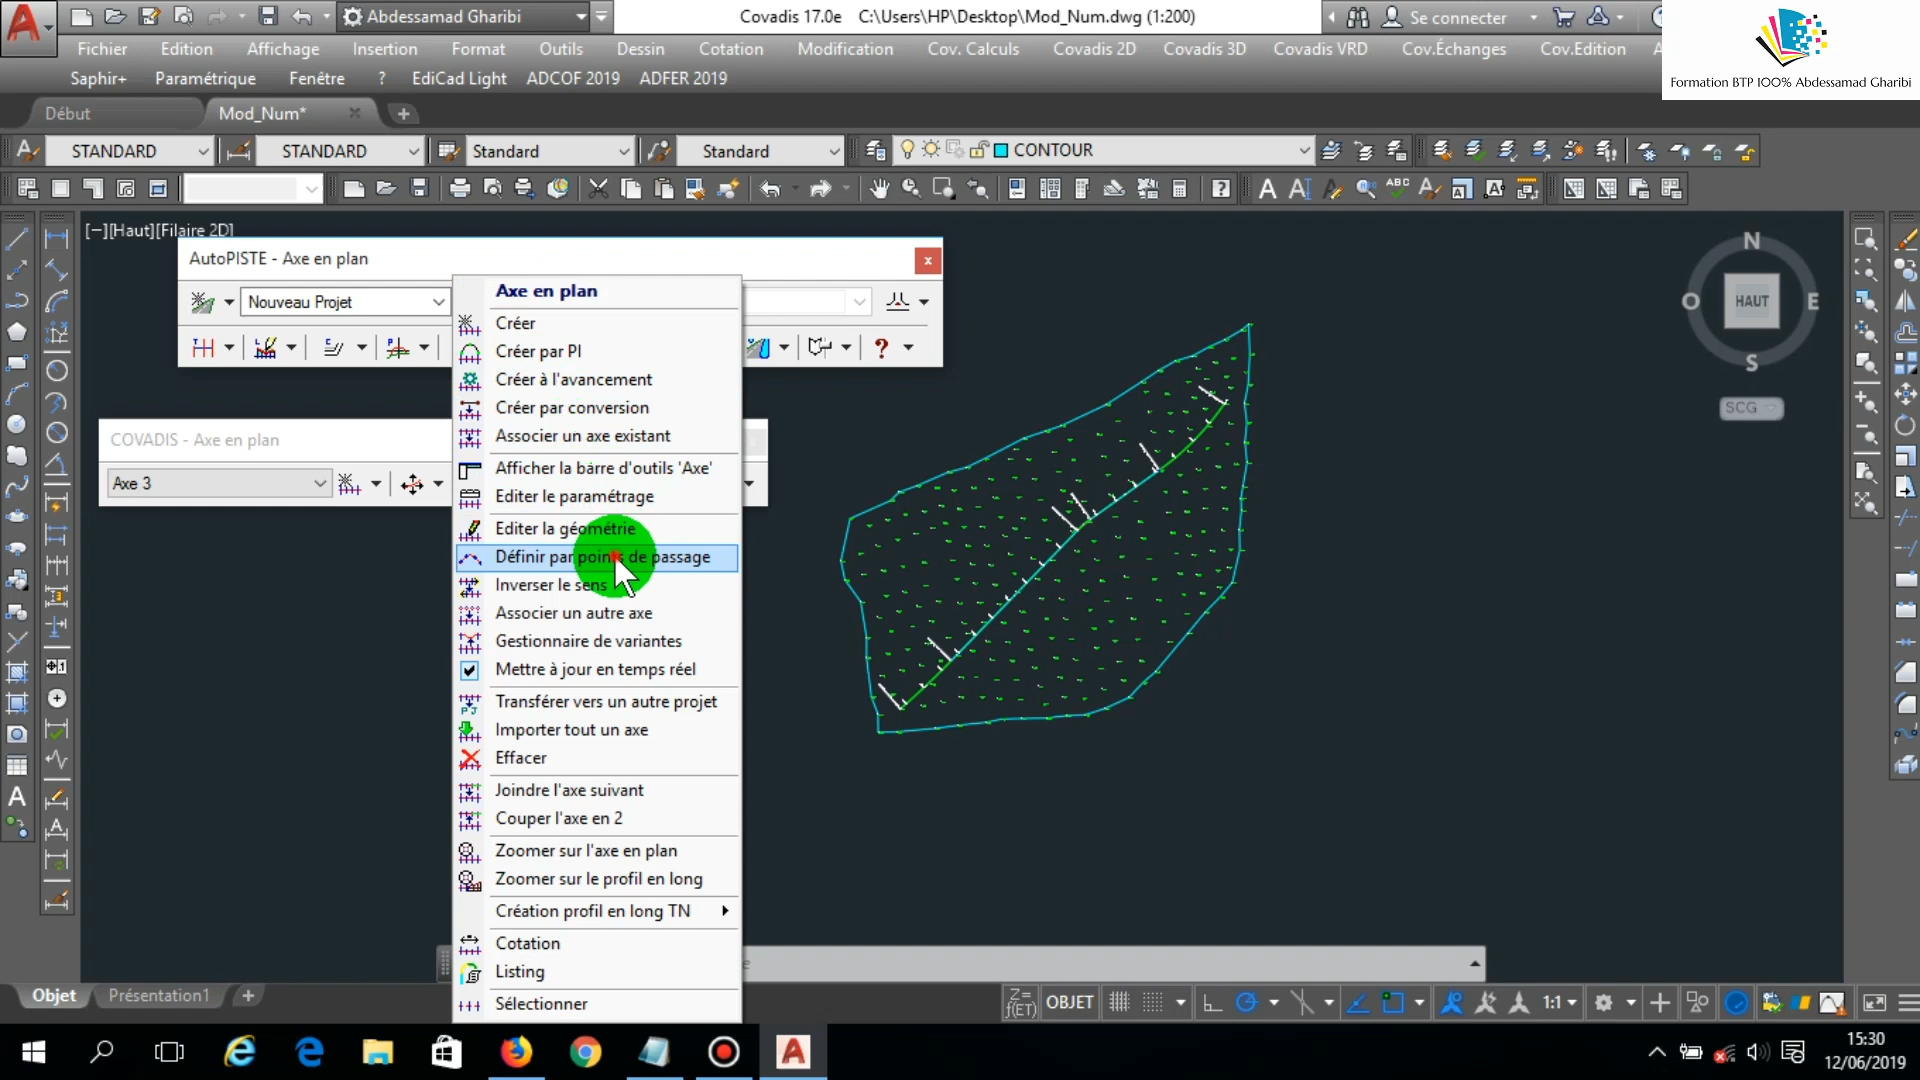 Abdessamad Gharibi
Covadis 17.0e C:\Users\HP\Desktop\Mod_Num.dwg (1:200)
Se connecter
Fichier Edition Affichage Insertion Format Outils Dessin Cotation Modification Cov. Calculs Covadis 2D Covadis 3D Covadis VRD Cov.Échanges Cov.Edition
Formation BTP 100% Abdessamad Gharibi
Saphir+ Paramétrique Fenêtre ? EdiCad Light ADCOF 2019 ADFER 2019
Début Mod_Num*
STANDARD STANDARD Standard Standard CONTOUR
[−][Haut][Filaire 2D]
AutoPISTE - Axe en plan
Nouveau Projet
COVADIS - Axe en plan
Axe 3
Axe en plan
Créer
Créer par PI
Créer à l'avancement
Créer par conversion
Associer un axe existant
Afficher la barre d'outils 'Axe'
Editer le paramétrage
Editer la géométrie
Définir par points de passage
Inverser le sens
Associer un autre axe
Gestionnaire de variantes
Mettre à jour en temps réel
Transférer vers un autre projet
Importer tout un axe
Effacer
Joindre l'axe suivant
Couper l'axe en 2
Zoomer sur l'axe en plan
Zoomer sur le profil en long
Création profil en long TN
Cotation
Listing
Sélectionner
N
O HAUT E
S
SCG
Objet Présentation1
OBJET 1:1
15:30
12/06/2019